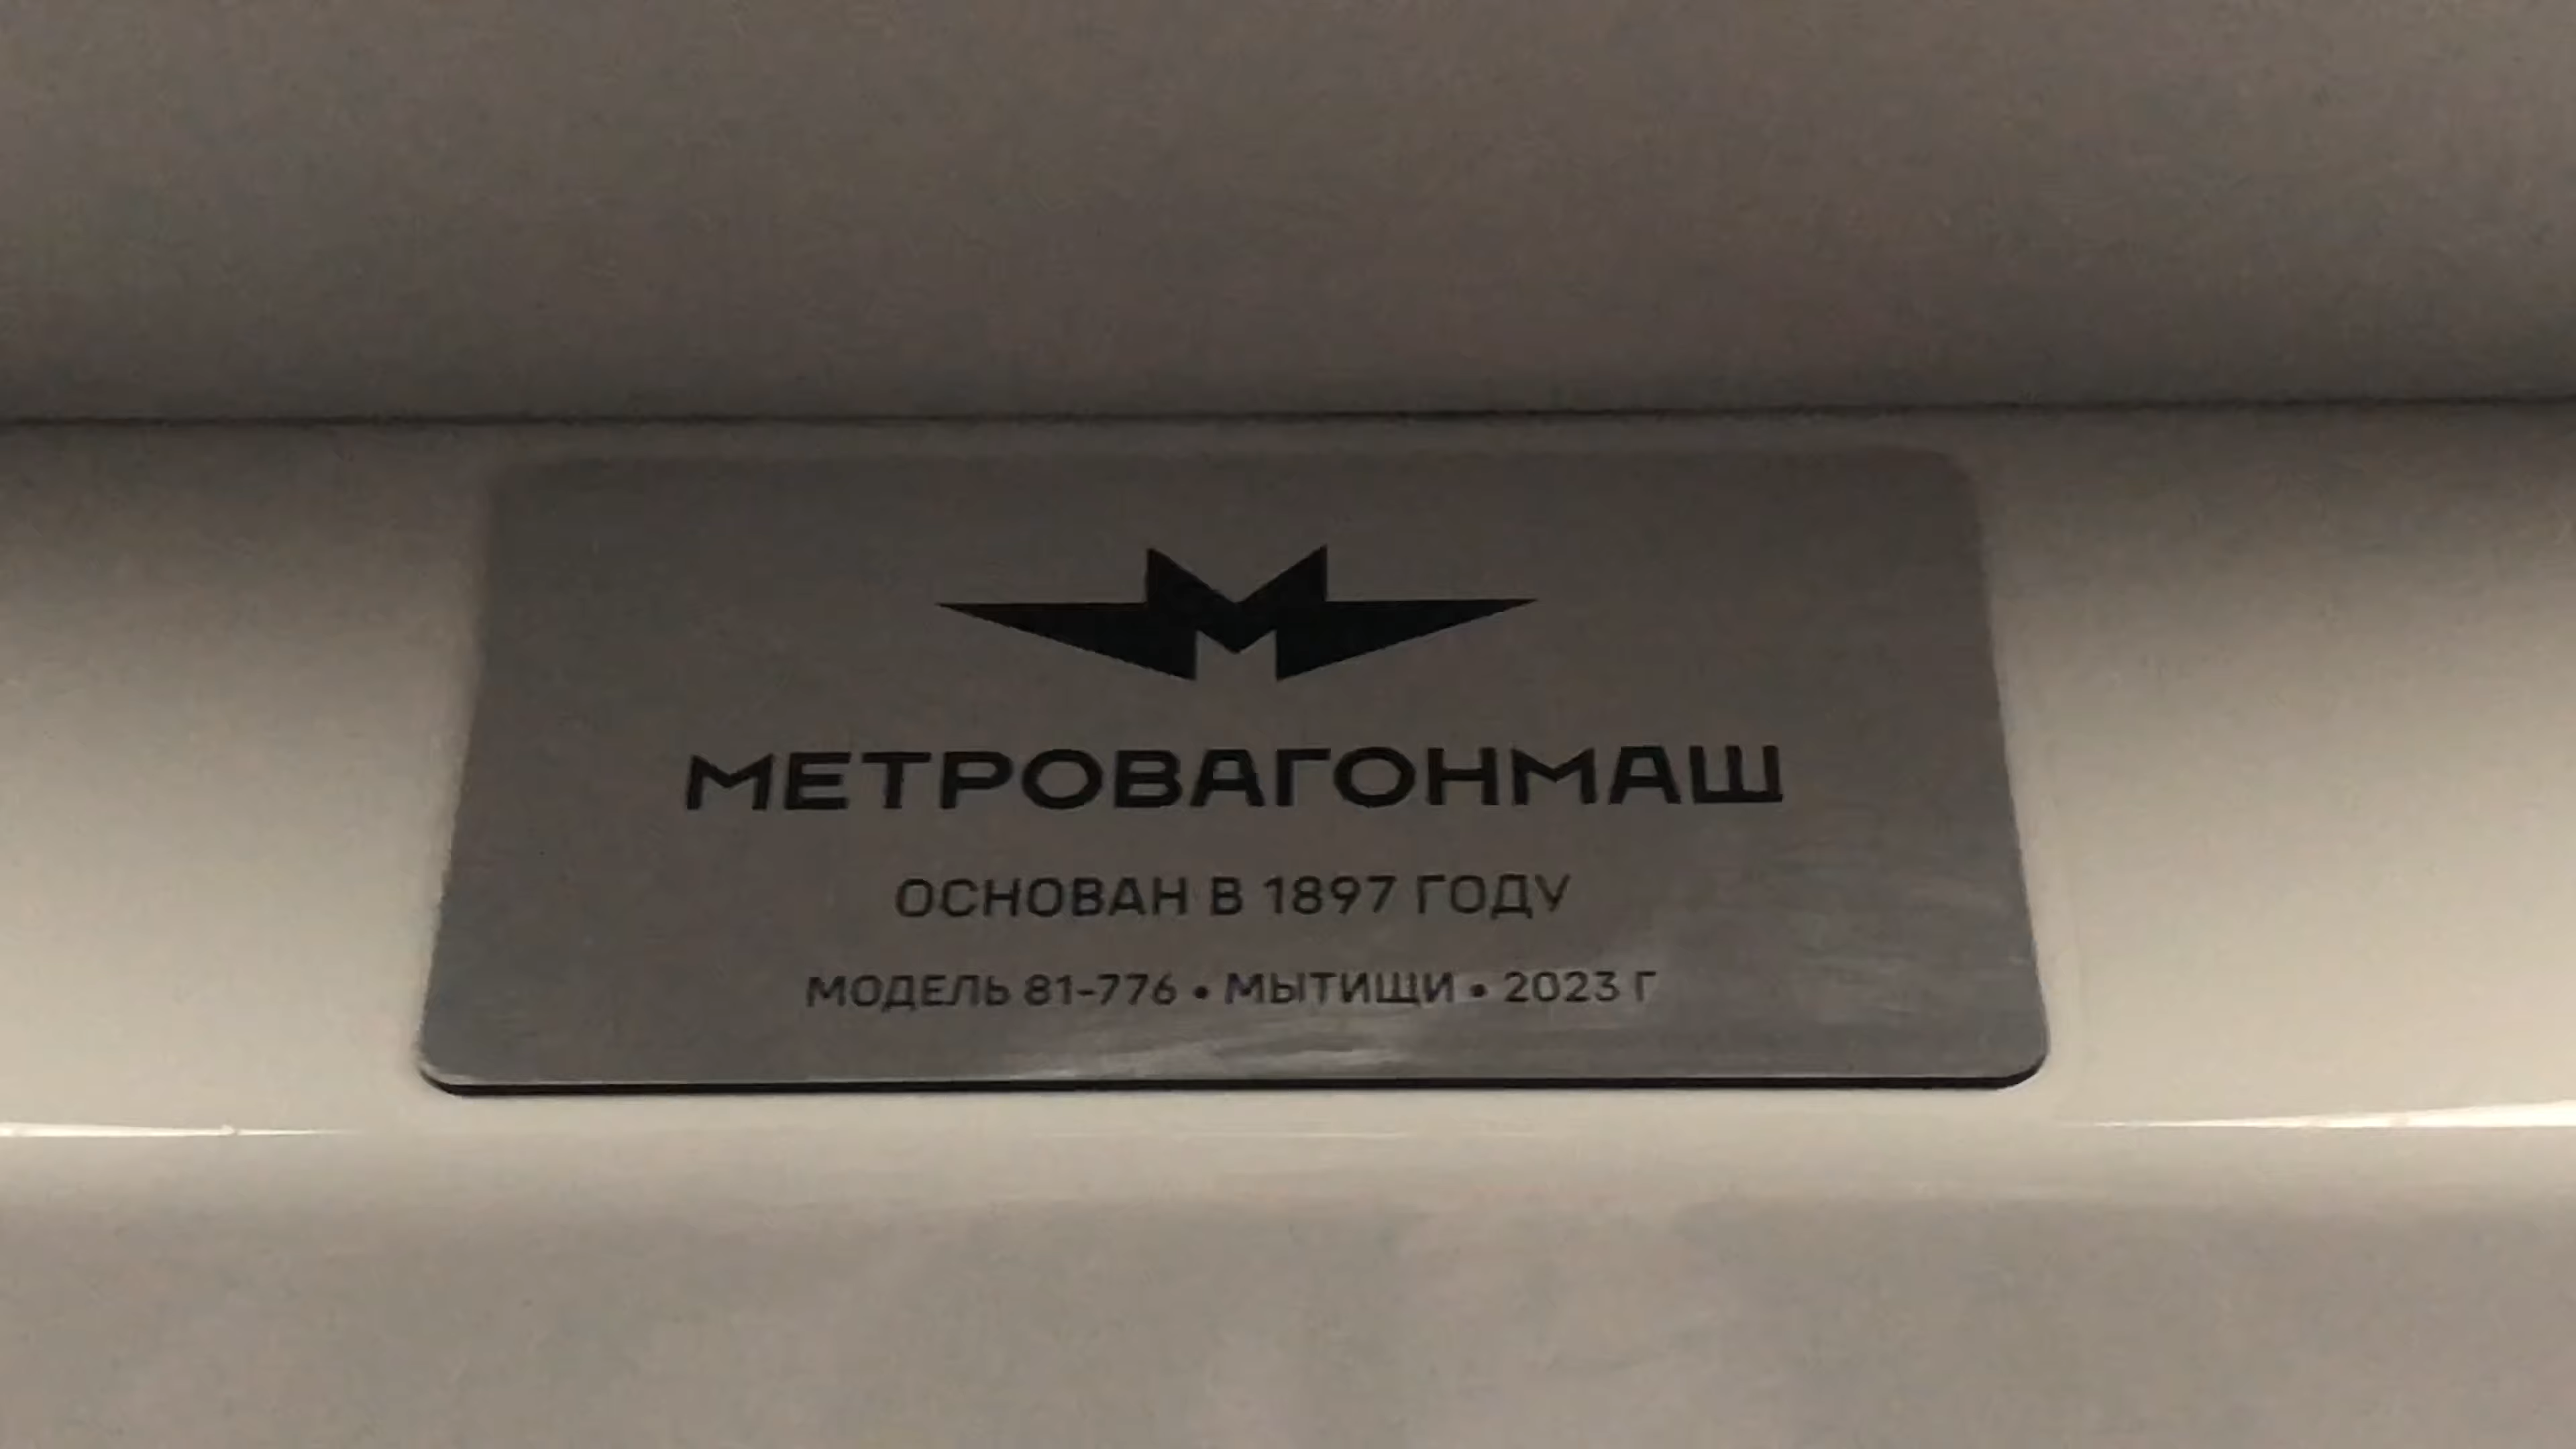 МЕТРОВАГОНМАШ
ОСНОВАН В 1897 ГОДУ
МОДЕЛЬ 81-776 • МЫТИЩИ • 2023 Г